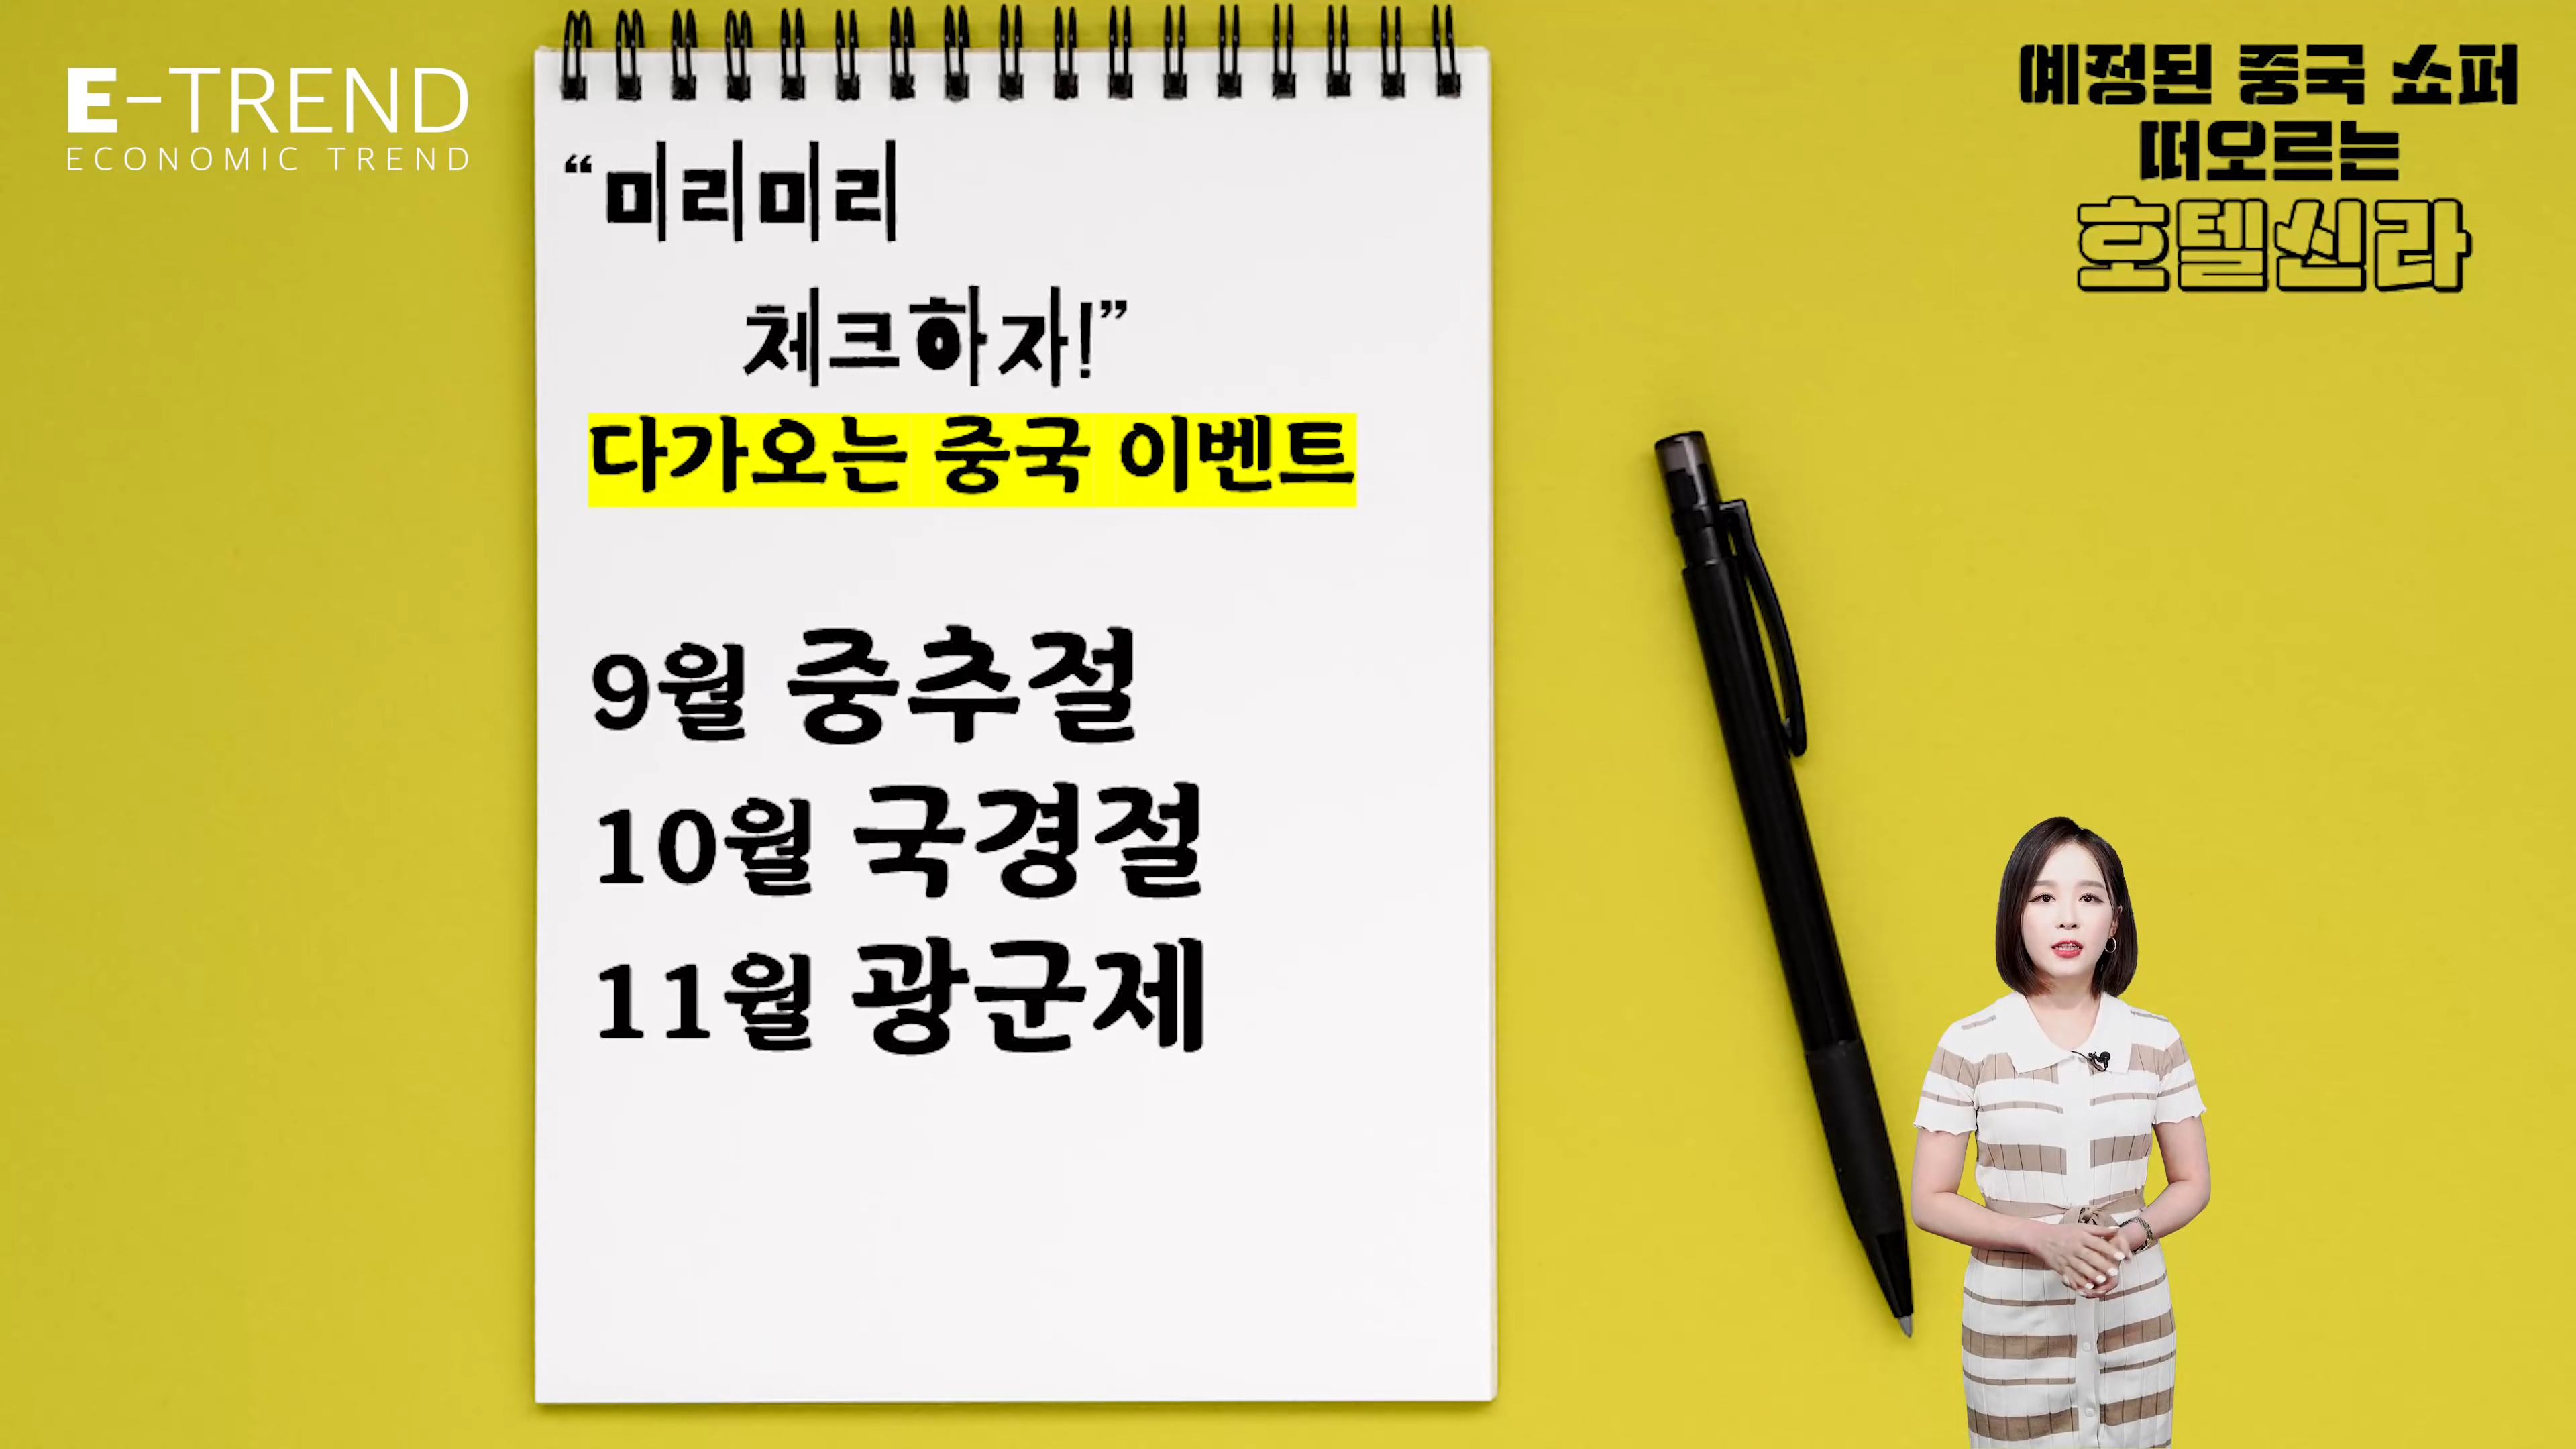 E-TREND
ECONOMIC TREND
예정된 중국 쇼퍼
떠오르는
호텔신라
“미리미리
체크하자!”
다가오는 중국 이벤트
9월 중추절
10월 국경절
11월 광군제